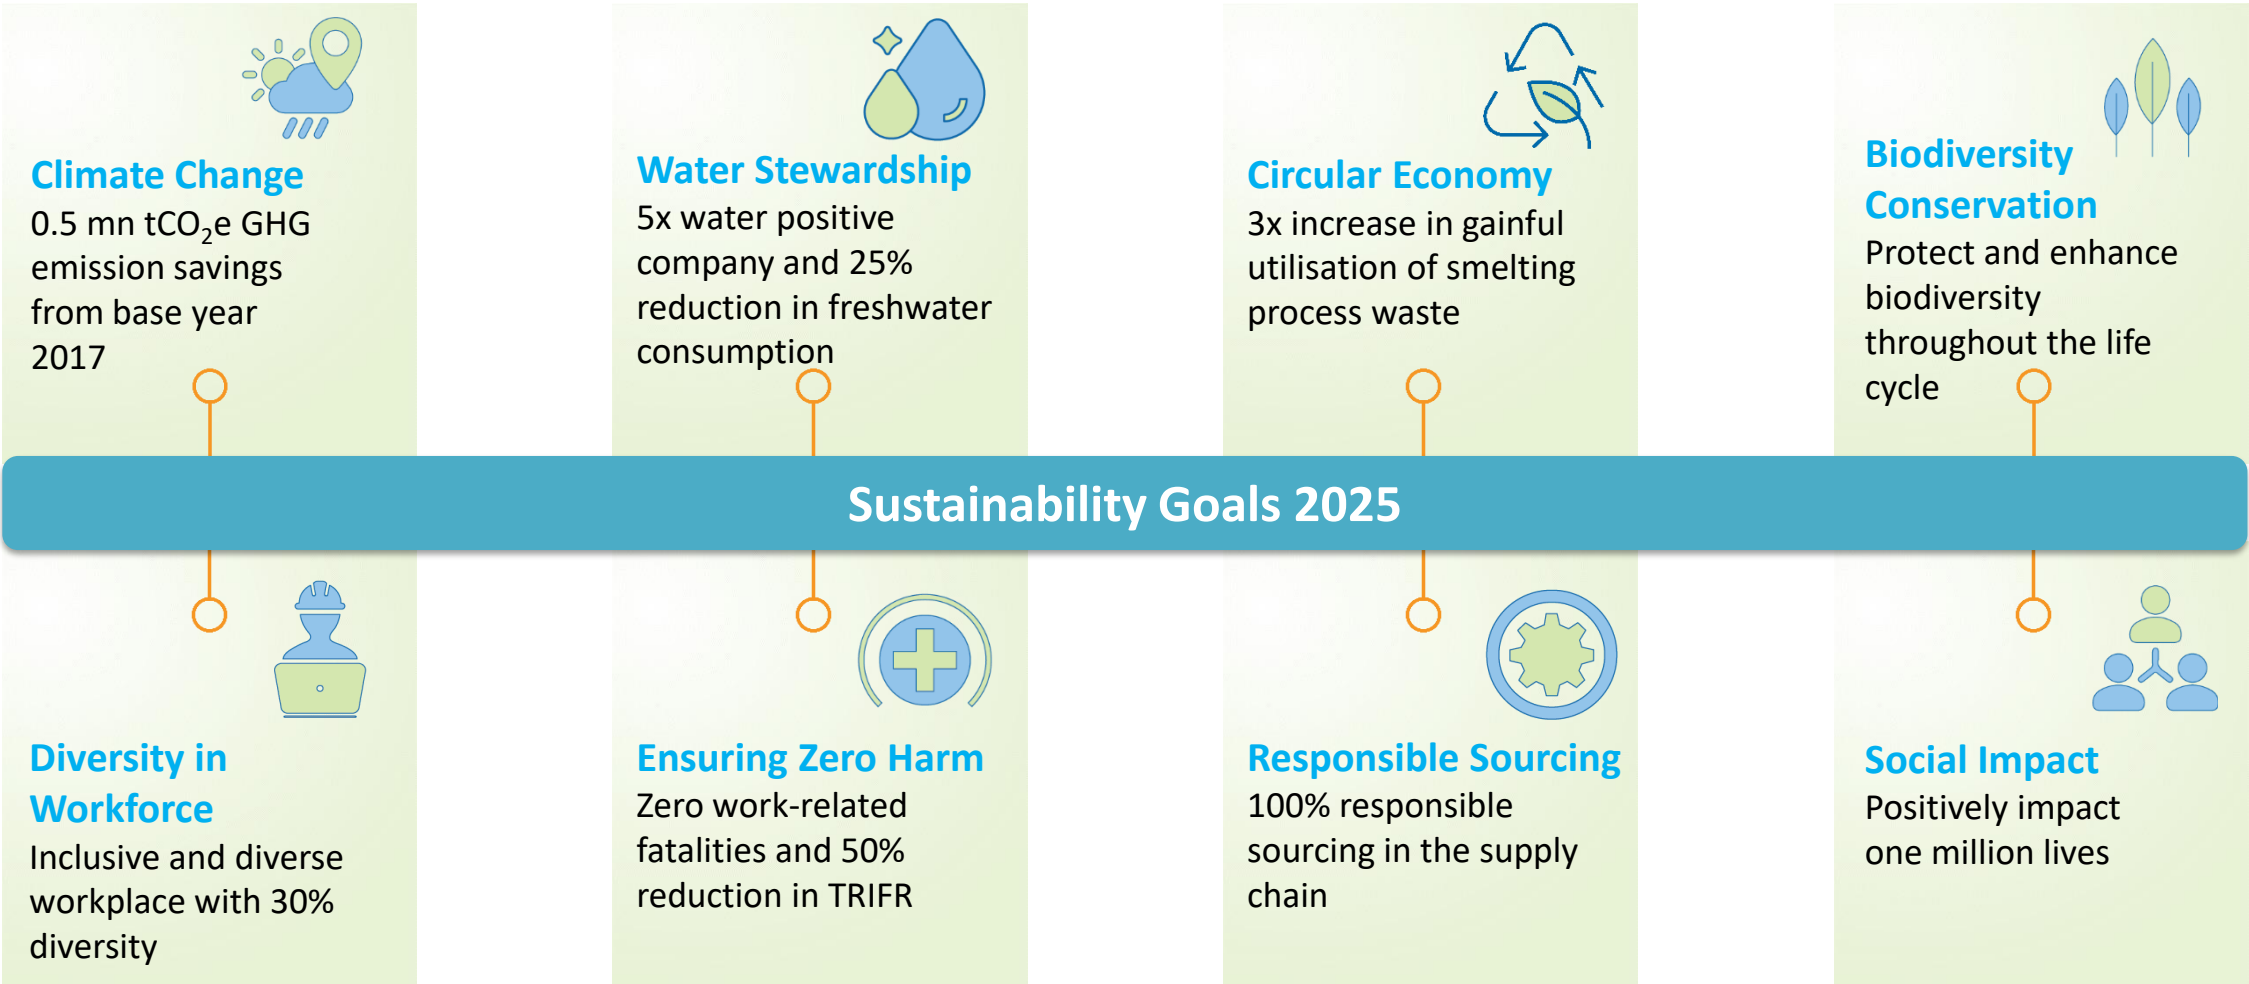 Climate Change
0.5 mn tCO₂e GHG
emission savings
from base year
2017
Water Stewardship
5x water positive
company and 25%
reduction in freshwater
consumption
Circular Economy
3x increase in gainful
utilisation of smelting
process waste
Biodiversity
Conservation
Protect and enhance
biodiversity
throughout the life
cycle
Sustainability Goals 2025
Diversity in
Workforce
Inclusive and diverse
workplace with 30%
diversity
Ensuring Zero Harm
Zero work-related
fatalities and 50%
reduction in TRIFR
Responsible Sourcing
100% responsible
sourcing in the supply
chain
Social Impact
Positively impact
one million lives